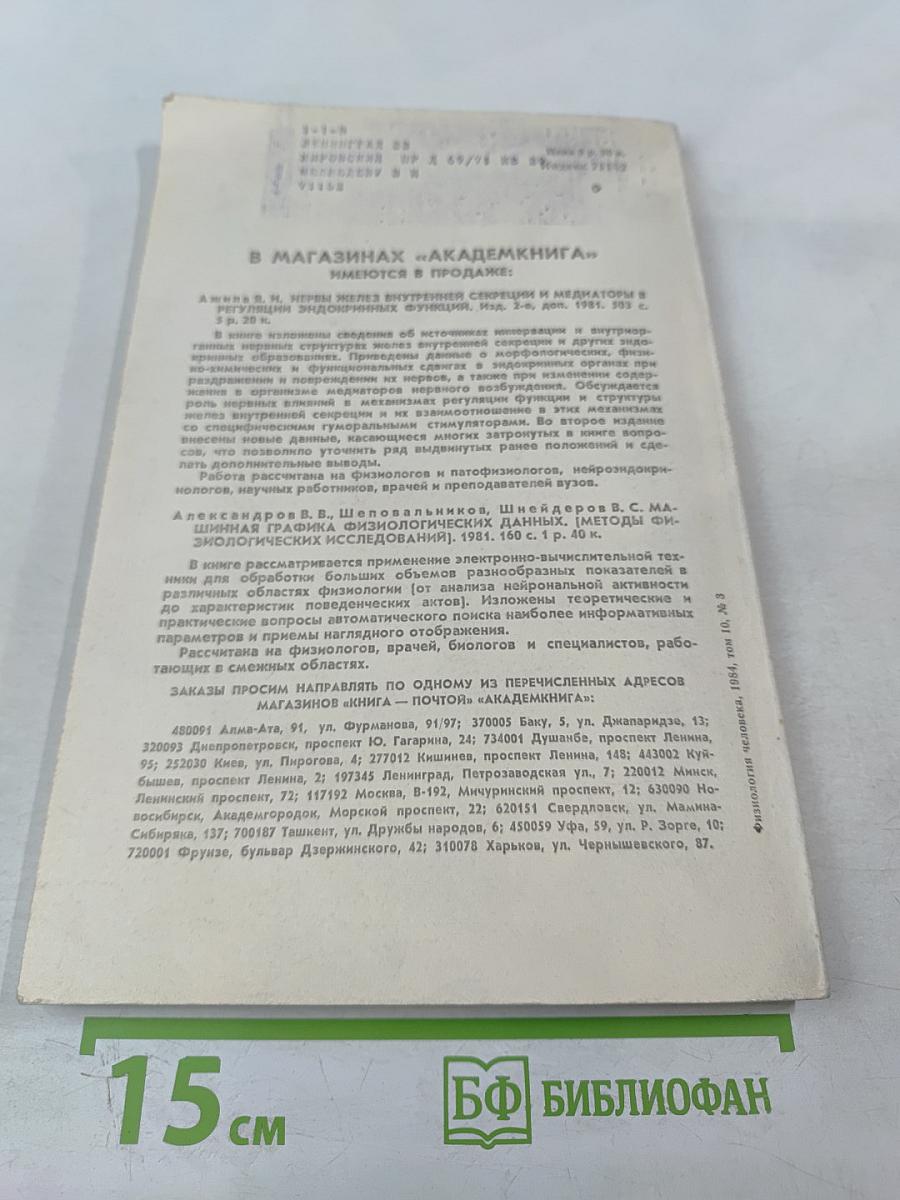 1-1-8
ЛЕНИНГРАД
КИРОВСКИЙ ПР Д 69/71 КВ
Цена 5 р. 20 к.
Индекс 71152
В МАГАЗИНАХ «АКАДЕМКНИГА»
ИМЕЮТСЯ В ПРОДАЖЕ:
Ажипа Я. И. НЕРВЫ ЖЕЛЕЗ ВНУТРЕННЕЙ СЕКРЕЦИИ И МЕДИАТОРЫ В
РЕГУЛЯЦИИ ЭНДОКРИННЫХ ФУНКЦИЙ. Изд. 2-е, доп. 1981. 503 с.
5 р. 20 к.
В книге изложены сведения об источниках иннервации и внутриор-
ганных нервных структурах желез внутренней секреции и других эндо-
кринных образованиях. Приведены данные о морфологических, физи-
ко-химических и функциональных сдвигах в эндокринных органах при
раздражении и повреждении их нервов, а также при изменении содер-
жания в организме медиаторов нервного возбуждения. Обсуждается
роль нервных влияний в механизмах регуляции функции и структуры
желез внутренней секреции и их взаимоотношение в этих механизмах
со специфическими гуморальными стимуляторами. Во второе издание
внесены новые данные, касающиеся многих затронутых в книге вопро-
сов, что позволило уточнить ряд выдвинутых ранее положений и сде-
лать дополнительные выводы.
Работа рассчитана на физиологов и патофизиологов, нейроэндокри-
нологов, научных работников, врачей и преподавателей вузов.
Александров В. В., Шеповальников, Шнейдеров В. С. МА-
ШИННАЯ ГРАФИКА ФИЗИОЛОГИЧЕСКИХ ДАННЫХ. [МЕТОДЫ ФИ-
ЗИОЛОГИЧЕСКИХ ИССЛЕДОВАНИЙ]. 1981. 160 с. 1 р. 40 к.
В книге рассматривается применение электронно-вычислительной тех-
ники для обработки больших объемов разнообразных показателей в
различных областях физиологии [от анализа нейрональной активности
до характеристик поведенческих актов]. Изложены теоретические и
практические вопросы автоматического поиска наиболее информативных
параметров и приемы наглядного отображения.
Рассчитана на физиологов, врачей, биологов и специалистов, рабо-
тающих в смежных областях.
ЗАКАЗЫ ПРОСИМ НАПРАВЛЯТЬ ПО ОДНОМУ ИЗ ПЕРЕЧИСЛЕННЫХ АДРЕСОВ
МАГАЗИНОВ «КНИГА — ПОЧТОЙ» «АКАДЕМКНИГА»:
480091 Алма-Ата, 91, ул. Фурманова, 91/97; 370005 Баку, 5, ул. Джапаридзе, 13;
320093 Днепропетровск, проспект Ю. Гагарина, 24; 734001 Душанбе, проспект Ленина,
95; 252030 Киев, ул. Пирогова, 4; 277012 Кишинев, проспект Ленина, 148; 443002 Куй-
бышев, проспект Ленина, 2; 197345 Ленинград, Петрозаводская ул., 7; 220012 Минск,
Ленинский проспект, 72; 117192 Москва, В-192, Мичуринский проспект, 12; 630090 Но-
восибирск, Академгородок, Морской проспект, 22; 620151 Свердловск, ул. Мамина-
Сибиряка, 137; 700187 Ташкент, ул. Дружбы народов, 6; 450059 Уфа, 59, ул. Р. Зорге, 10;
720001 Фрунзе, бульвар Дзержинского, 42; 310078 Харьков, ул. Чернышевского, 87.
Физиология человека, 1984, том 10, № 3
15 см
БФ БИБЛИОФАН